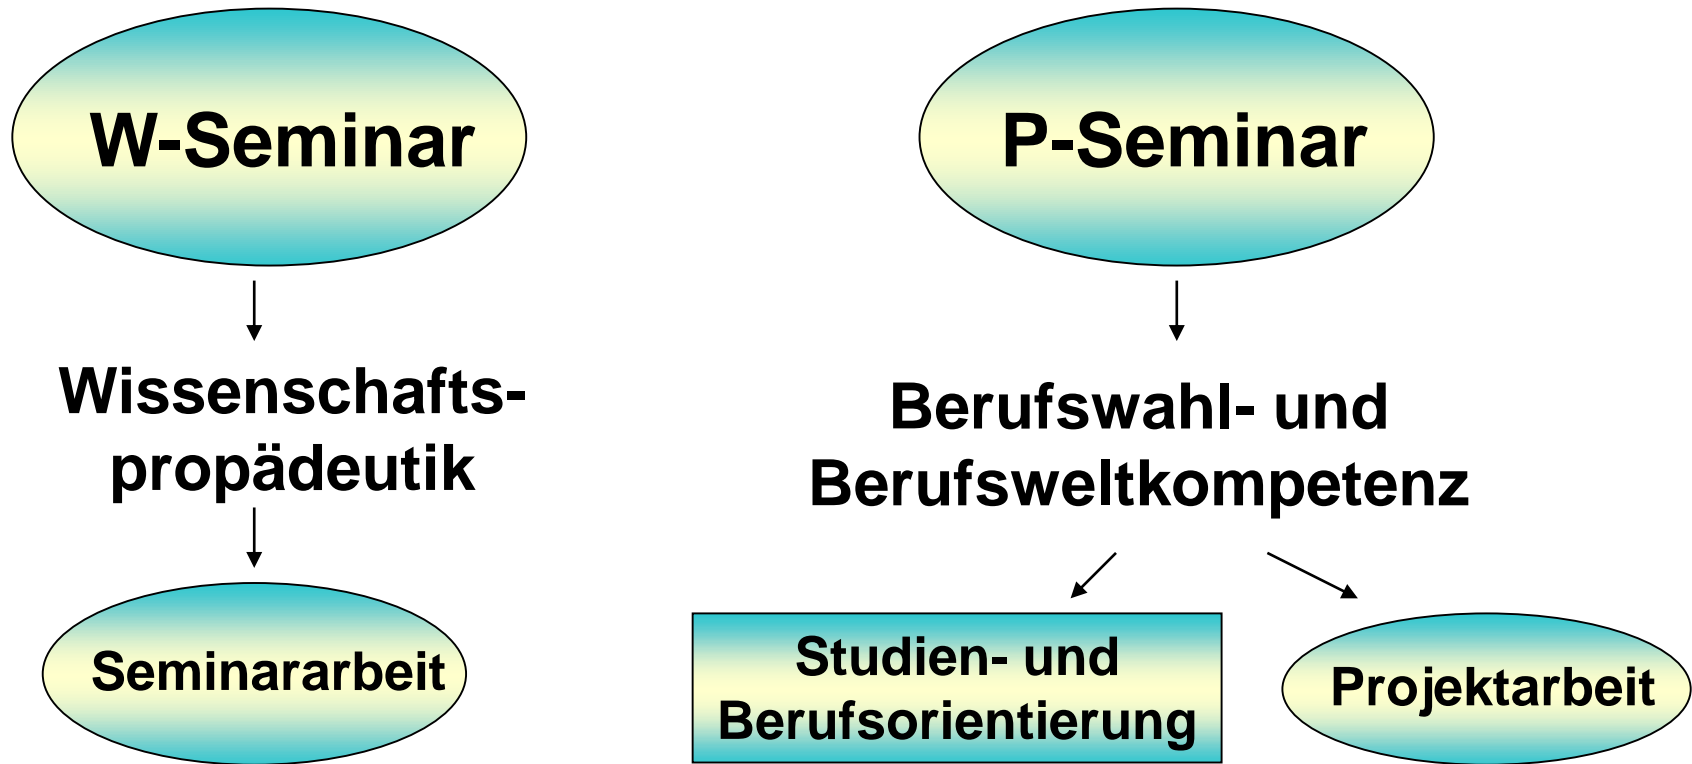 W-Seminar
Wissenschafts-
propädeutik
Seminararbeit
P-Seminar
Berufswahl- und
Berufsweltkompetenz
Studien- und
Berufsorientierung
Projektarbeit